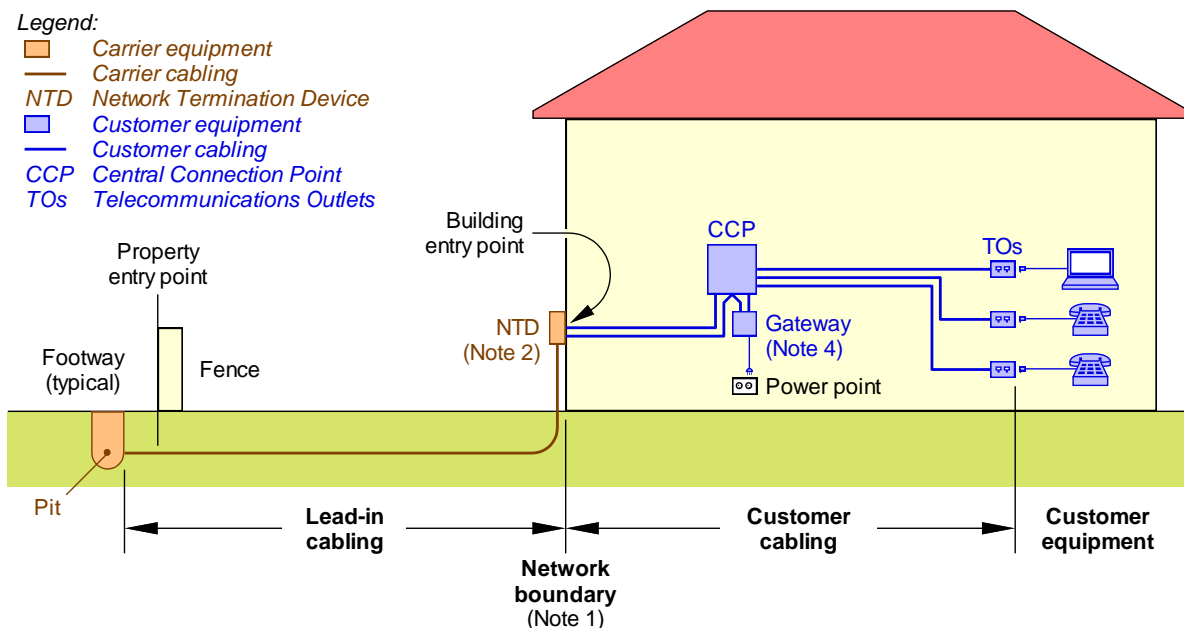 Legend:
Carrier equipment
Carrier cabling
NTD Network Termination Device
Customer equipment
Customer cabling
CCP Central Connection Point
TOs Telecommunications Outlets
Building
entry point
Property
entry point
CCP
TOs
NTD
(Note 2)
Gateway
(Note 4)
Footway
(typical)
Fence
Power point
Pit
Lead-in
cabling
Customer
cabling
Customer
equipment
Network
boundary
(Note 1)